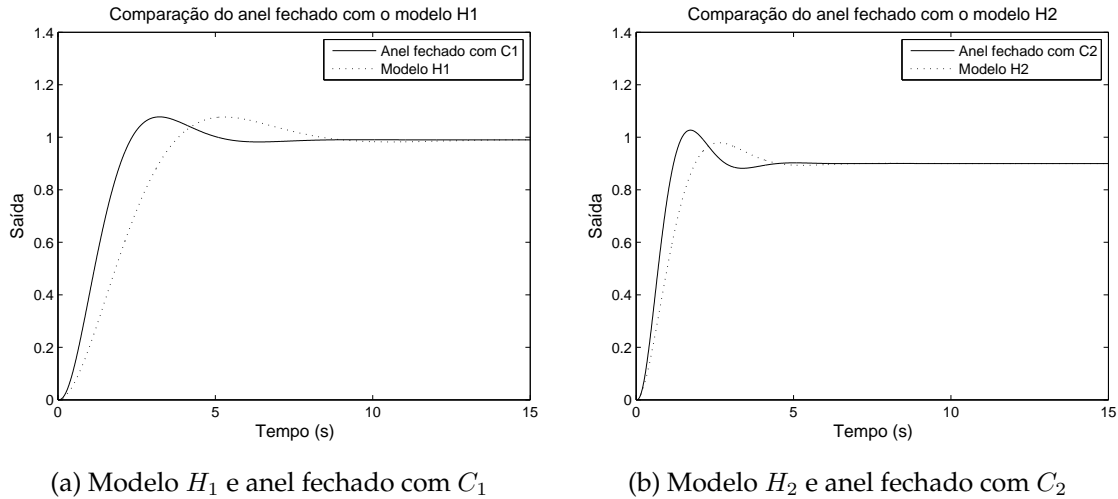 Comparação do anel fechado com o modelo H1
1.4
1.2
1
0.8
0.6
0.4
0.2
0
Saída
Anel fechado com C1
Modelo H1
0
5
10
15
Tempo (s)
(a) Modelo H1 e anel fechado com C1
Comparação do anel fechado com o modelo H2
1.4
1.2
1
0.8
0.6
0.4
0.2
0
Saída
Anel fechado com C2
Modelo H2
0
5
10
15
Tempo (s)
(b) Modelo H2 e anel fechado com C2